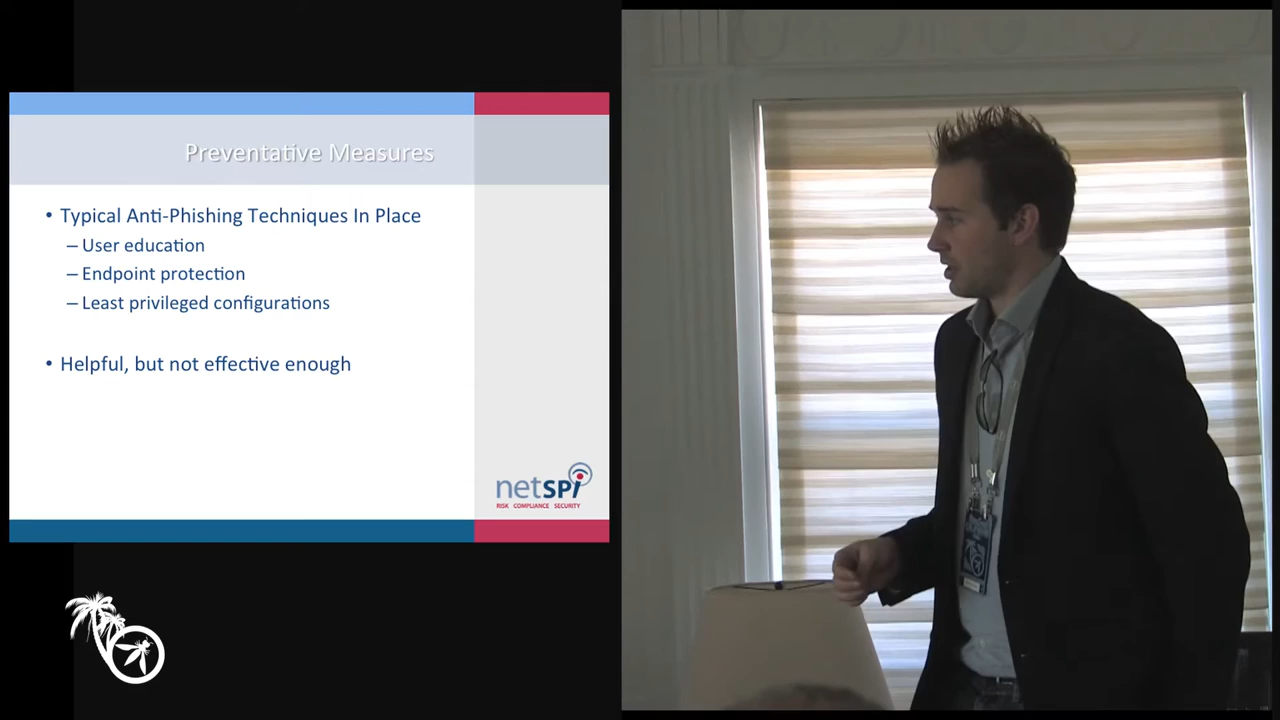 Preventative Measures
• Typical Anti-Phishing Techniques In Place
– User education
– Endpoint protection
– Least privileged configurations
• Helpful, but not effective enough
netSPi
RISK COMPLIANCE SECURITY